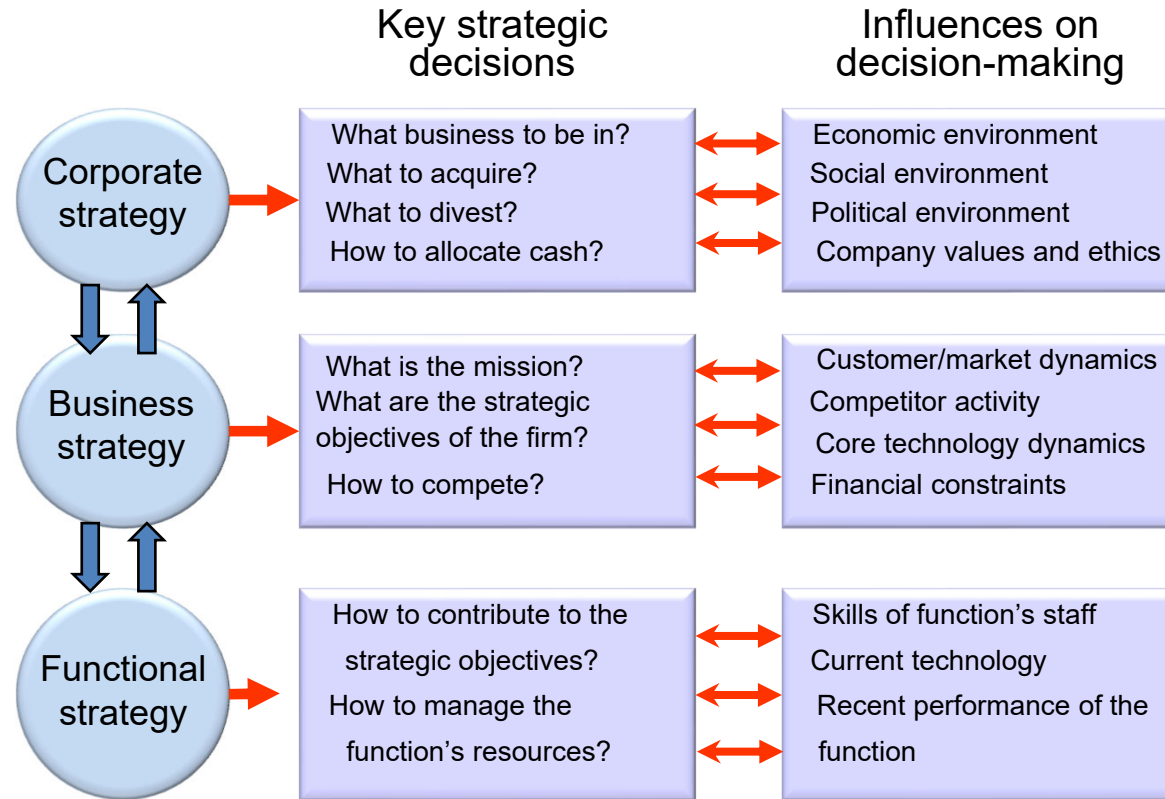 Key strategic
decisions
Influences on
decision-making
Corporate
strategy
What business to be in?
What to acquire?
What to divest?
How to allocate cash?
Economic environment
Social environment
Political environment
Company values and ethics
Business
strategy
What is the mission?
What are the strategic
objectives of the firm?
How to compete?
Customer/market dynamics
Competitor activity
Core technology dynamics
Financial constraints
Functional
strategy
How to contribute to the
strategic objectives?
How to manage the
function’s resources?
Skills of function’s staff
Current technology
Recent performance of the
function